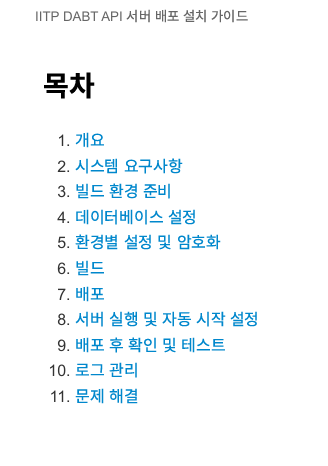 IITP DABT API 서버 배포 설치 가이드
목차
1. 개요
2. 시스템 요구사항
3. 빌드 환경 준비
4. 데이터베이스 설정
5. 환경별 설정 및 암호화
6. 빌드
7. 배포
8. 서버 실행 및 자동 시작 설정
9. 배포 후 확인 및 테스트
10. 로그 관리
11. 문제 해결